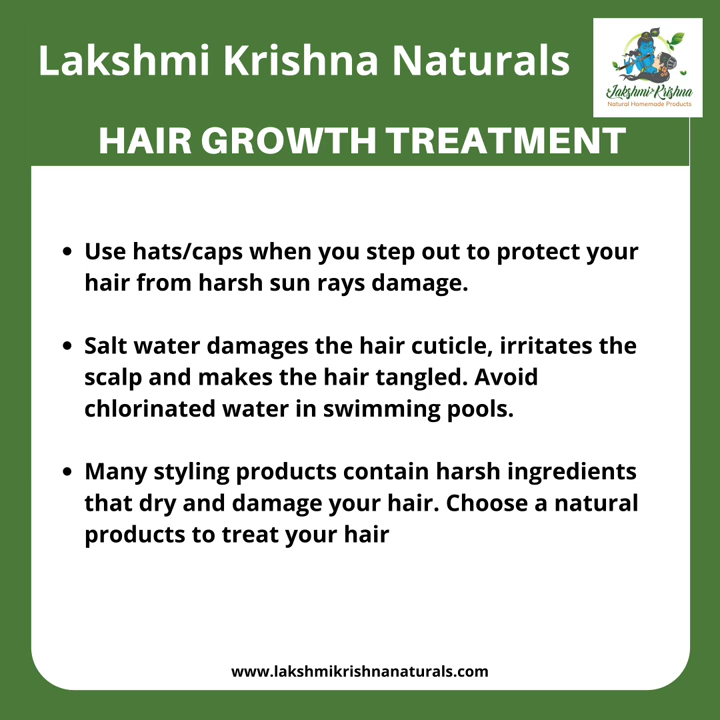 Lakshmi Krishna Naturals
Lakshmi Krishna
Natural Homemade Products
HAIR GROWTH TREATMENT
• Use hats/caps when you step out to protect your
hair from harsh sun rays damage.
• Salt water damages the hair cuticle, irritates the
scalp and makes the hair tangled. Avoid
chlorinated water in swimming pools.
• Many styling products contain harsh ingredients
that dry and damage your hair. Choose a natural
products to treat your hair
www.lakshmikrishnanaturals.com